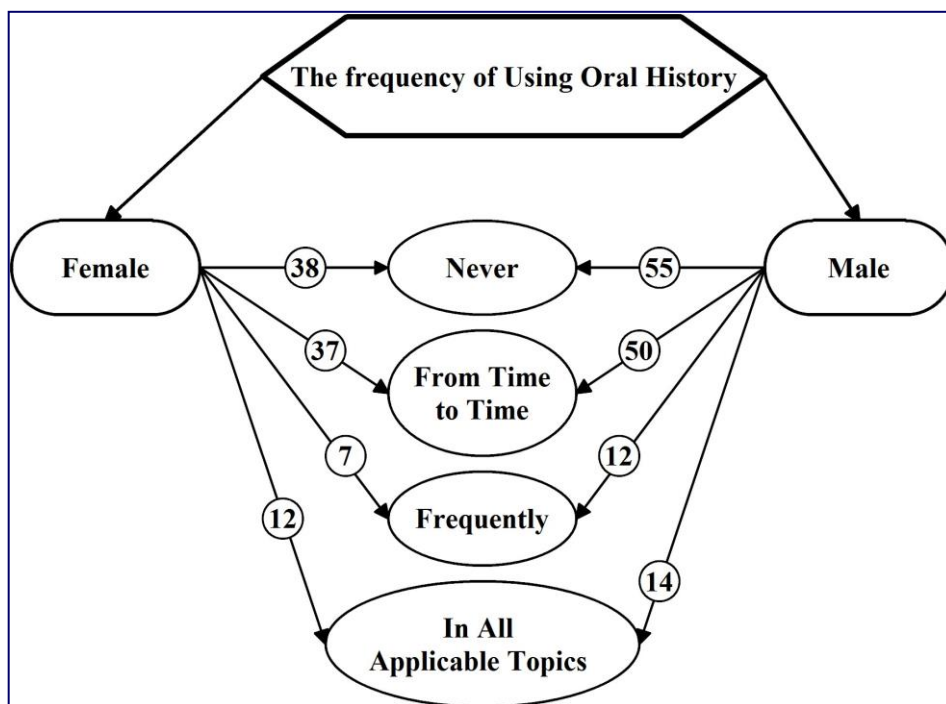 The frequency of Using Oral History
Female
38
Never
55
Male
37
From Time
to Time
50
7
Frequently
12
12
In All
Applicable Topics
14